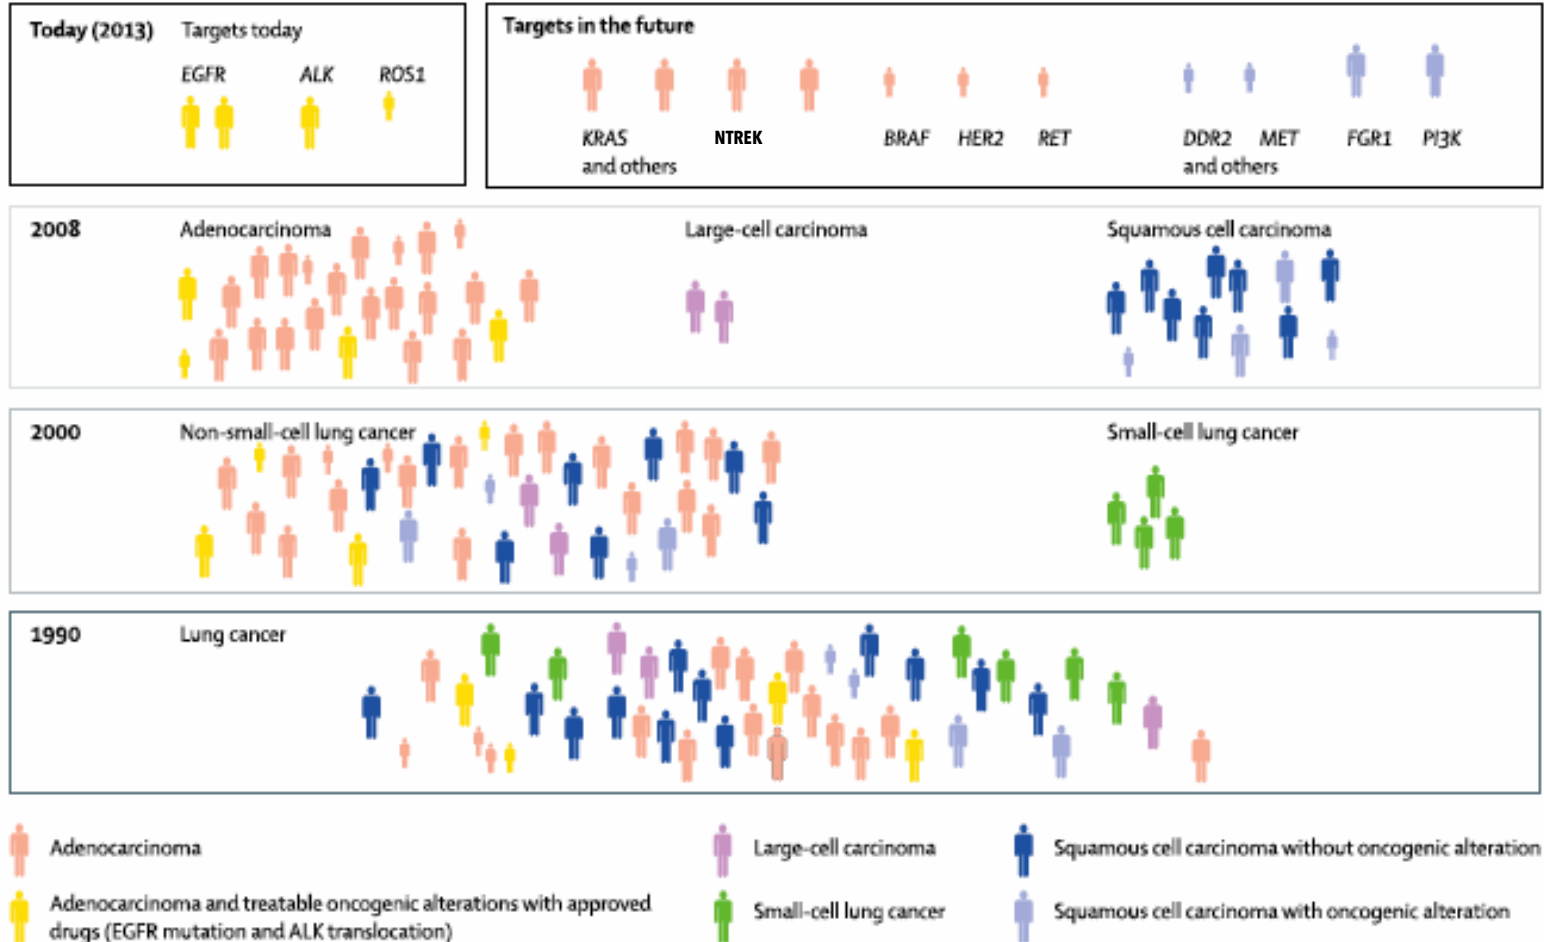 Today (2013) Targets today
EGFR ALK ROS1
Targets in the future
KRAS NTREK BRAF HER2 RET DDR2 MET FGR1 PI3K
and others and others
2008 Adenocarcinoma Large-cell carcinoma Squamous cell carcinoma
2000 Non-small-cell lung cancer Small-cell lung cancer
1990 Lung cancer
Adenocarcinoma
Adenocarcinoma and treatable oncogenic alterations with approved
drugs (EGFR mutation and ALK translocation)
Large-cell carcinoma
Small-cell lung cancer
Squamous cell carcinoma without oncogenic alteration
Squamous cell carcinoma with oncogenic alteration